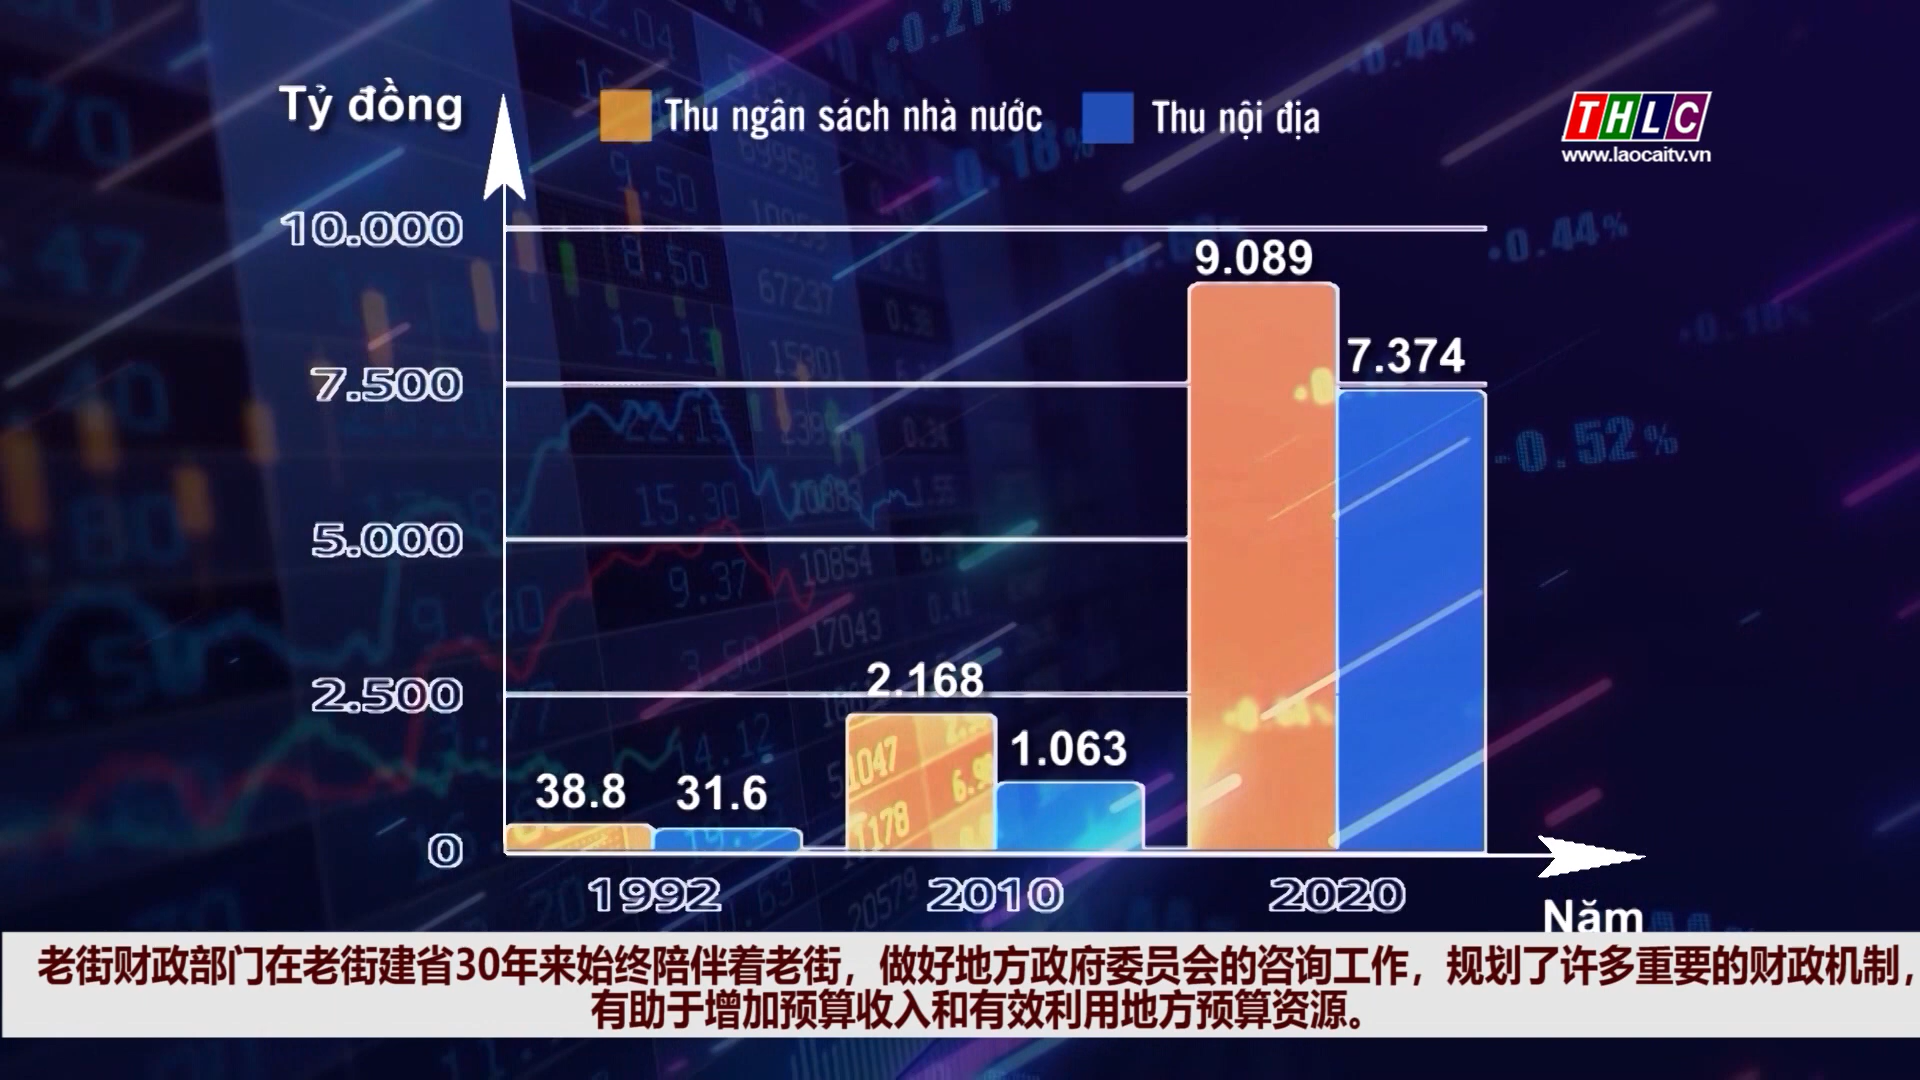 Tỷ đồng
Thu ngân sách nhà nước
Thu nội địa
THLC
www.laocaitv.vn
10.000
7.500
5.000
2.500
0
38.8
31.6
2.168
1.063
9.089
7.374
1992
2010
2020
Năm
老街财政部门在老街建省30年来始终陪伴着老街，做好地方政府委员会的咨询工作，规划了许多重要的财政机制，
有助于增加预算收入和有效利用地方预算资源。